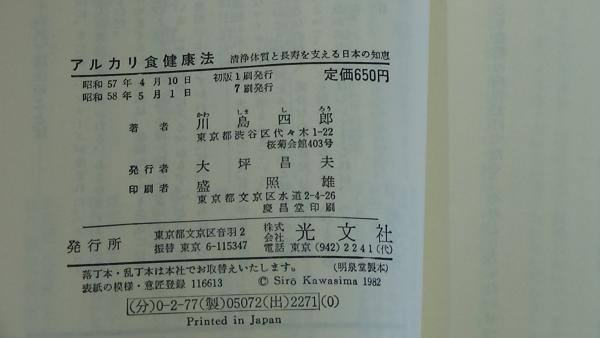 アルカリ食健康法 清浄体質と長寿を支える日本の知恵
昭和57年4月10日 初版1刷発行 定価650円
昭和58年5月1日 7刷発行
かわ しま し ろう
著者 川島四郎
東京都渋谷区代々木1-22
桜菊会館403号
発行者 大坪昌夫
印刷者 盛照雄
東京都文京区水道2-4-26
慶昌堂印刷
発行所 東京都文京区音羽2 株式会社 光文社
振替 東京 6-115347 電話 東京(942)2241(代)
落丁本・乱丁本は本社でお取替えいたします。 (明泉堂製本)
表紙の模様・意匠登録 116613 © Sirō Kawasima 1982
(分)0-2-77(製)05072(出)2271(0)
Printed in Japan